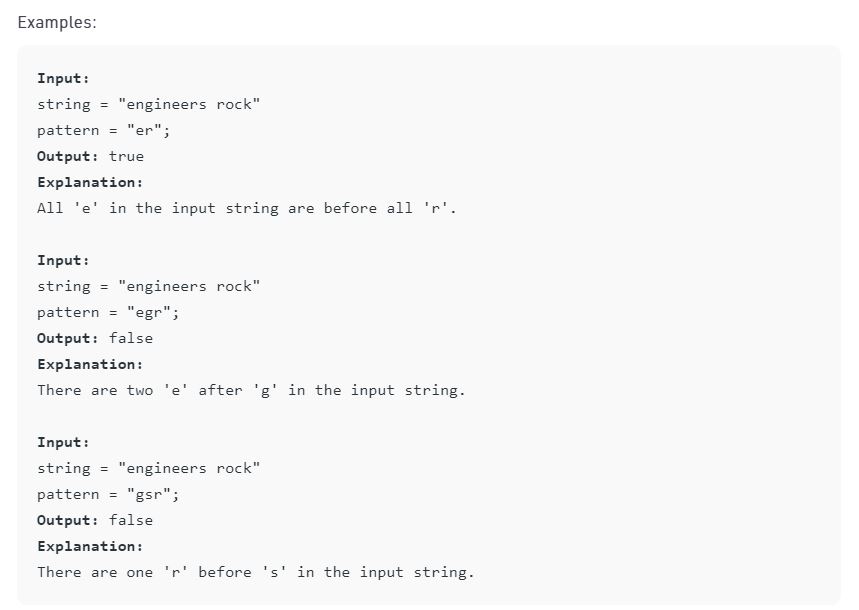 Examples:
Input:
string = "engineers rock"
pattern = "er";
Output: true
Explanation:
All 'e' in the input string are before all 'r'.
Input:
string = "engineers rock"
pattern = "egr";
Output: false
Explanation:
There are two 'e' after 'g' in the input string.
Input:
string = "engineers rock"
pattern = "gsr";
Output: false
Explanation:
There are one 'r' before 's' in the input string.